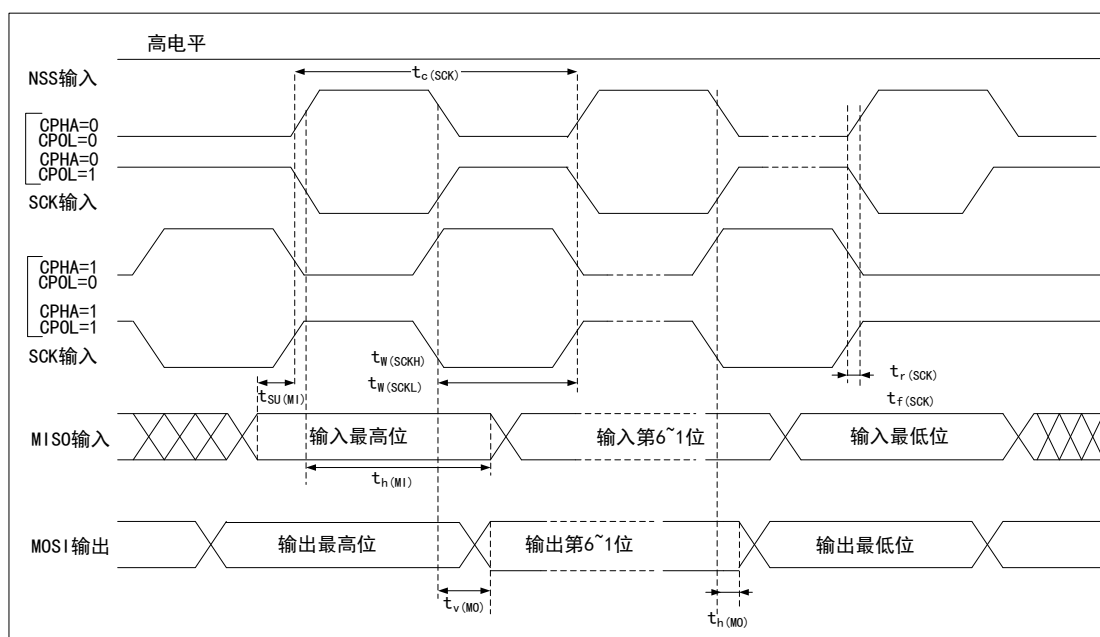 高电平
NSS输入
tc(SCK)
CPHA=0
CPOL=0
CPHA=0
CPOL=1
SCK输入
CPHA=1
CPOL=0
CPHA=1
CPOL=1
SCK输入
tW(SCKH)
tW(SCKL)
tr(SCK)
tf(SCK)
tSU(MI)
MISO输入
输入最高位
输入第6~1位
输入最低位
th(MI)
MOSI输出
输出最高位
输出第6~1位
输出最低位
tv(MO)
th(MO)